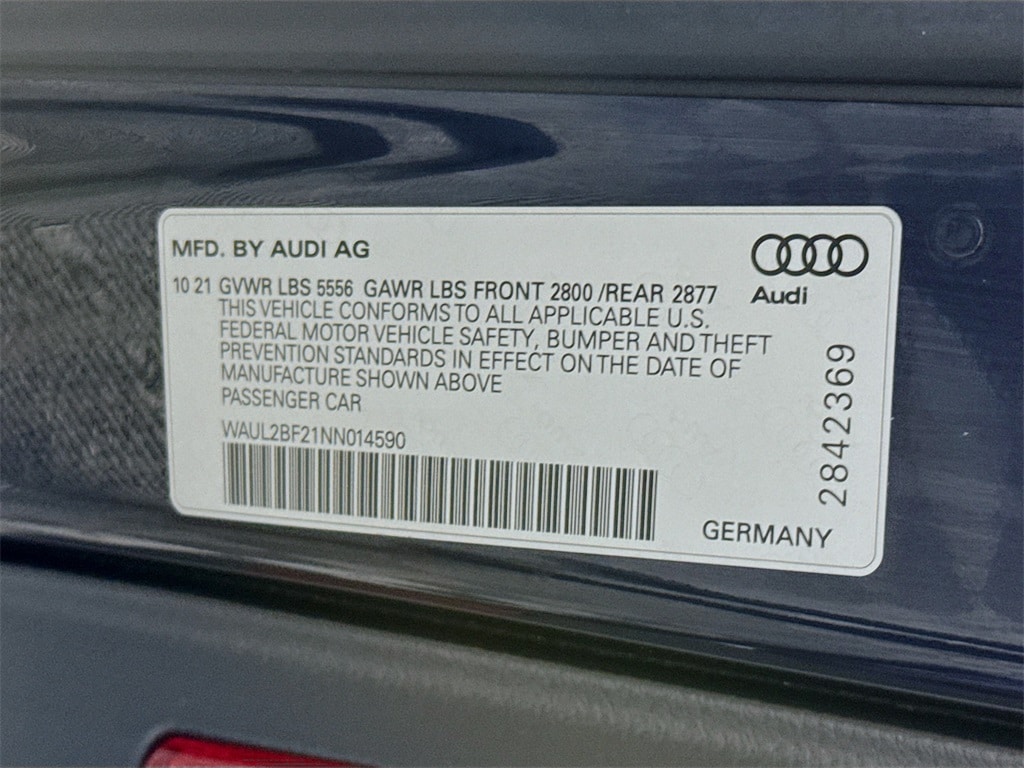 MFD. BY AUDI AG
Audi
10 21 GVWR LBS 5556 GAWR LBS FRONT 2800 /REAR 2877
THIS VEHICLE CONFORMS TO ALL APPLICABLE U.S.
FEDERAL MOTOR VEHICLE SAFETY, BUMPER AND THEFT
PREVENTION STANDARDS IN EFFECT ON THE DATE OF
MANUFACTURE SHOWN ABOVE
PASSENGER CAR
WAUL2BF21NN014590
GERMANY
2842369